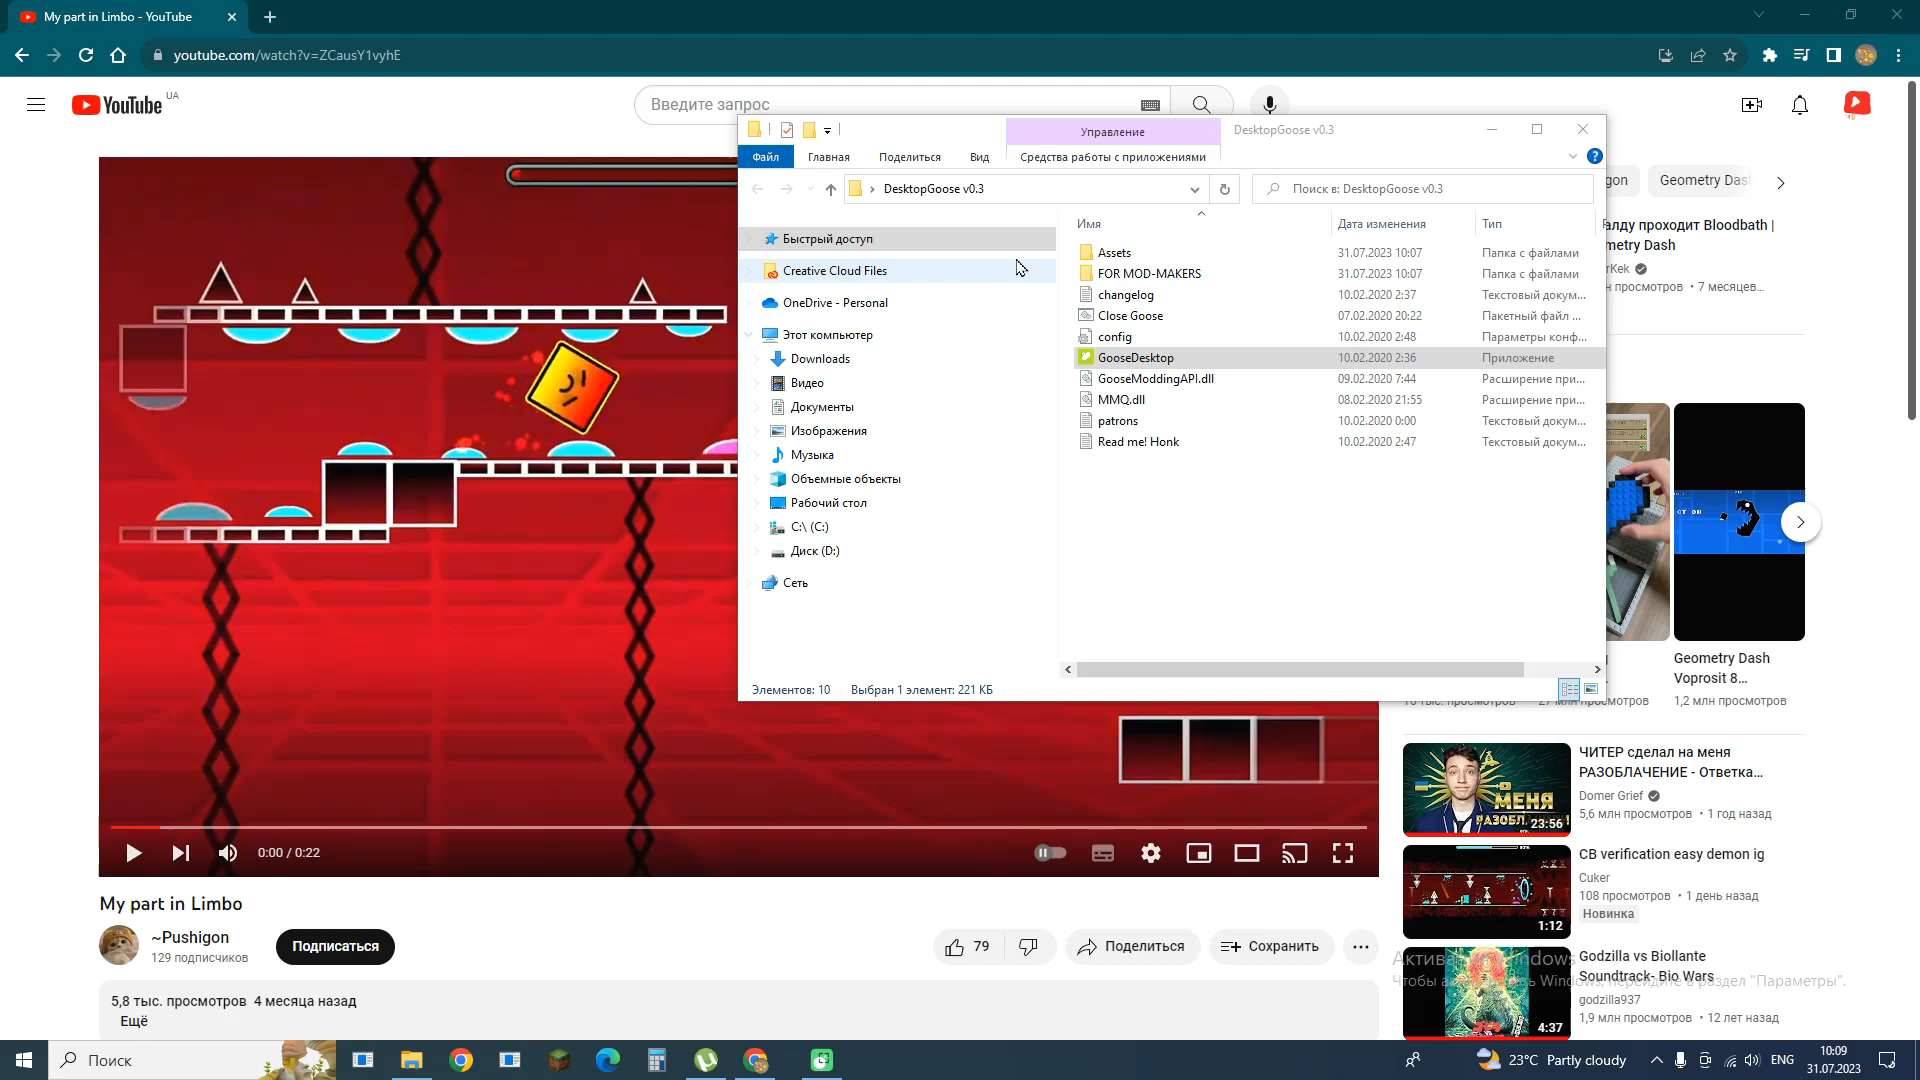 My part in Limbo - YouTube
youtube.com/watch?v=ZCausY1vyhE
YouTube UA
Введите запрос
Управление
DesktopGoose v0.3
Файл
Главная
Поделиться
Вид
Средства работы с приложениями
DesktopGoose v0.3
Поиск в: DesktopGoose v0.3
gon
Geometry Das
Быстрый доступ
Creative Cloud Files
OneDrive - Personal
Этот компьютер
Downloads
Видео
Документы
Изображения
Музыка
Объемные объекты
Рабочий стол
C:\ (C:)
Диск (D:)
Сеть
Имя Дата изменения Тип
Assets 31.07.2023 10:07 Папка с файлами
FOR MOD-MAKERS 31.07.2023 10:07 Папка с файлами
changelog 10.02.2020 2:37 Текстовый докум...
Close Goose 07.02.2020 20:22 Пакетный файл ...
config 10.02.2020 2:48 Параметры конф...
GooseDesktop 10.02.2020 2:36 Приложение
GooseModdingAPI.dll 09.02.2020 7:44 Расширение при...
MMQ.dll 08.02.2020 21:55 Расширение при...
patrons 10.02.2020 0:00 Текстовый докум...
Read me! Honk 10.02.2020 2:47 Текстовый докум...
Элементов: 10 Выбран 1 элемент: 221 КБ
алду проходит Bloodbath |
metry Dash
rKek
просмотров • 7 месяцев...
Geometry Dash
Voprosit 8...
1,2 млн просмотров
ЧИТЕР сделал на меня
РАЗОБЛАЧЕНИЕ - Ответка...
Domer Grief
5,6 млн просмотров • 1 год назад
МЕНЯ
23:56
CB verification easy demon ig
Cuker
108 просмотров • 1 день назад
Новинка
1:12
Godzilla vs Biollante
Soundtrack- Bio Wars
godzilla937
1,9 млн просмотров • 12 лет назад
4:37
0:00 / 0:22
My part in Limbo
~Pushigon
129 подписчиков
Подписаться
79
Поделиться
Сохранить
5,8 тыс. просмотров 4 месяца назад
Ещё
Поиск
23°C Partly cloudy
ENG
10:09
31.07.2023